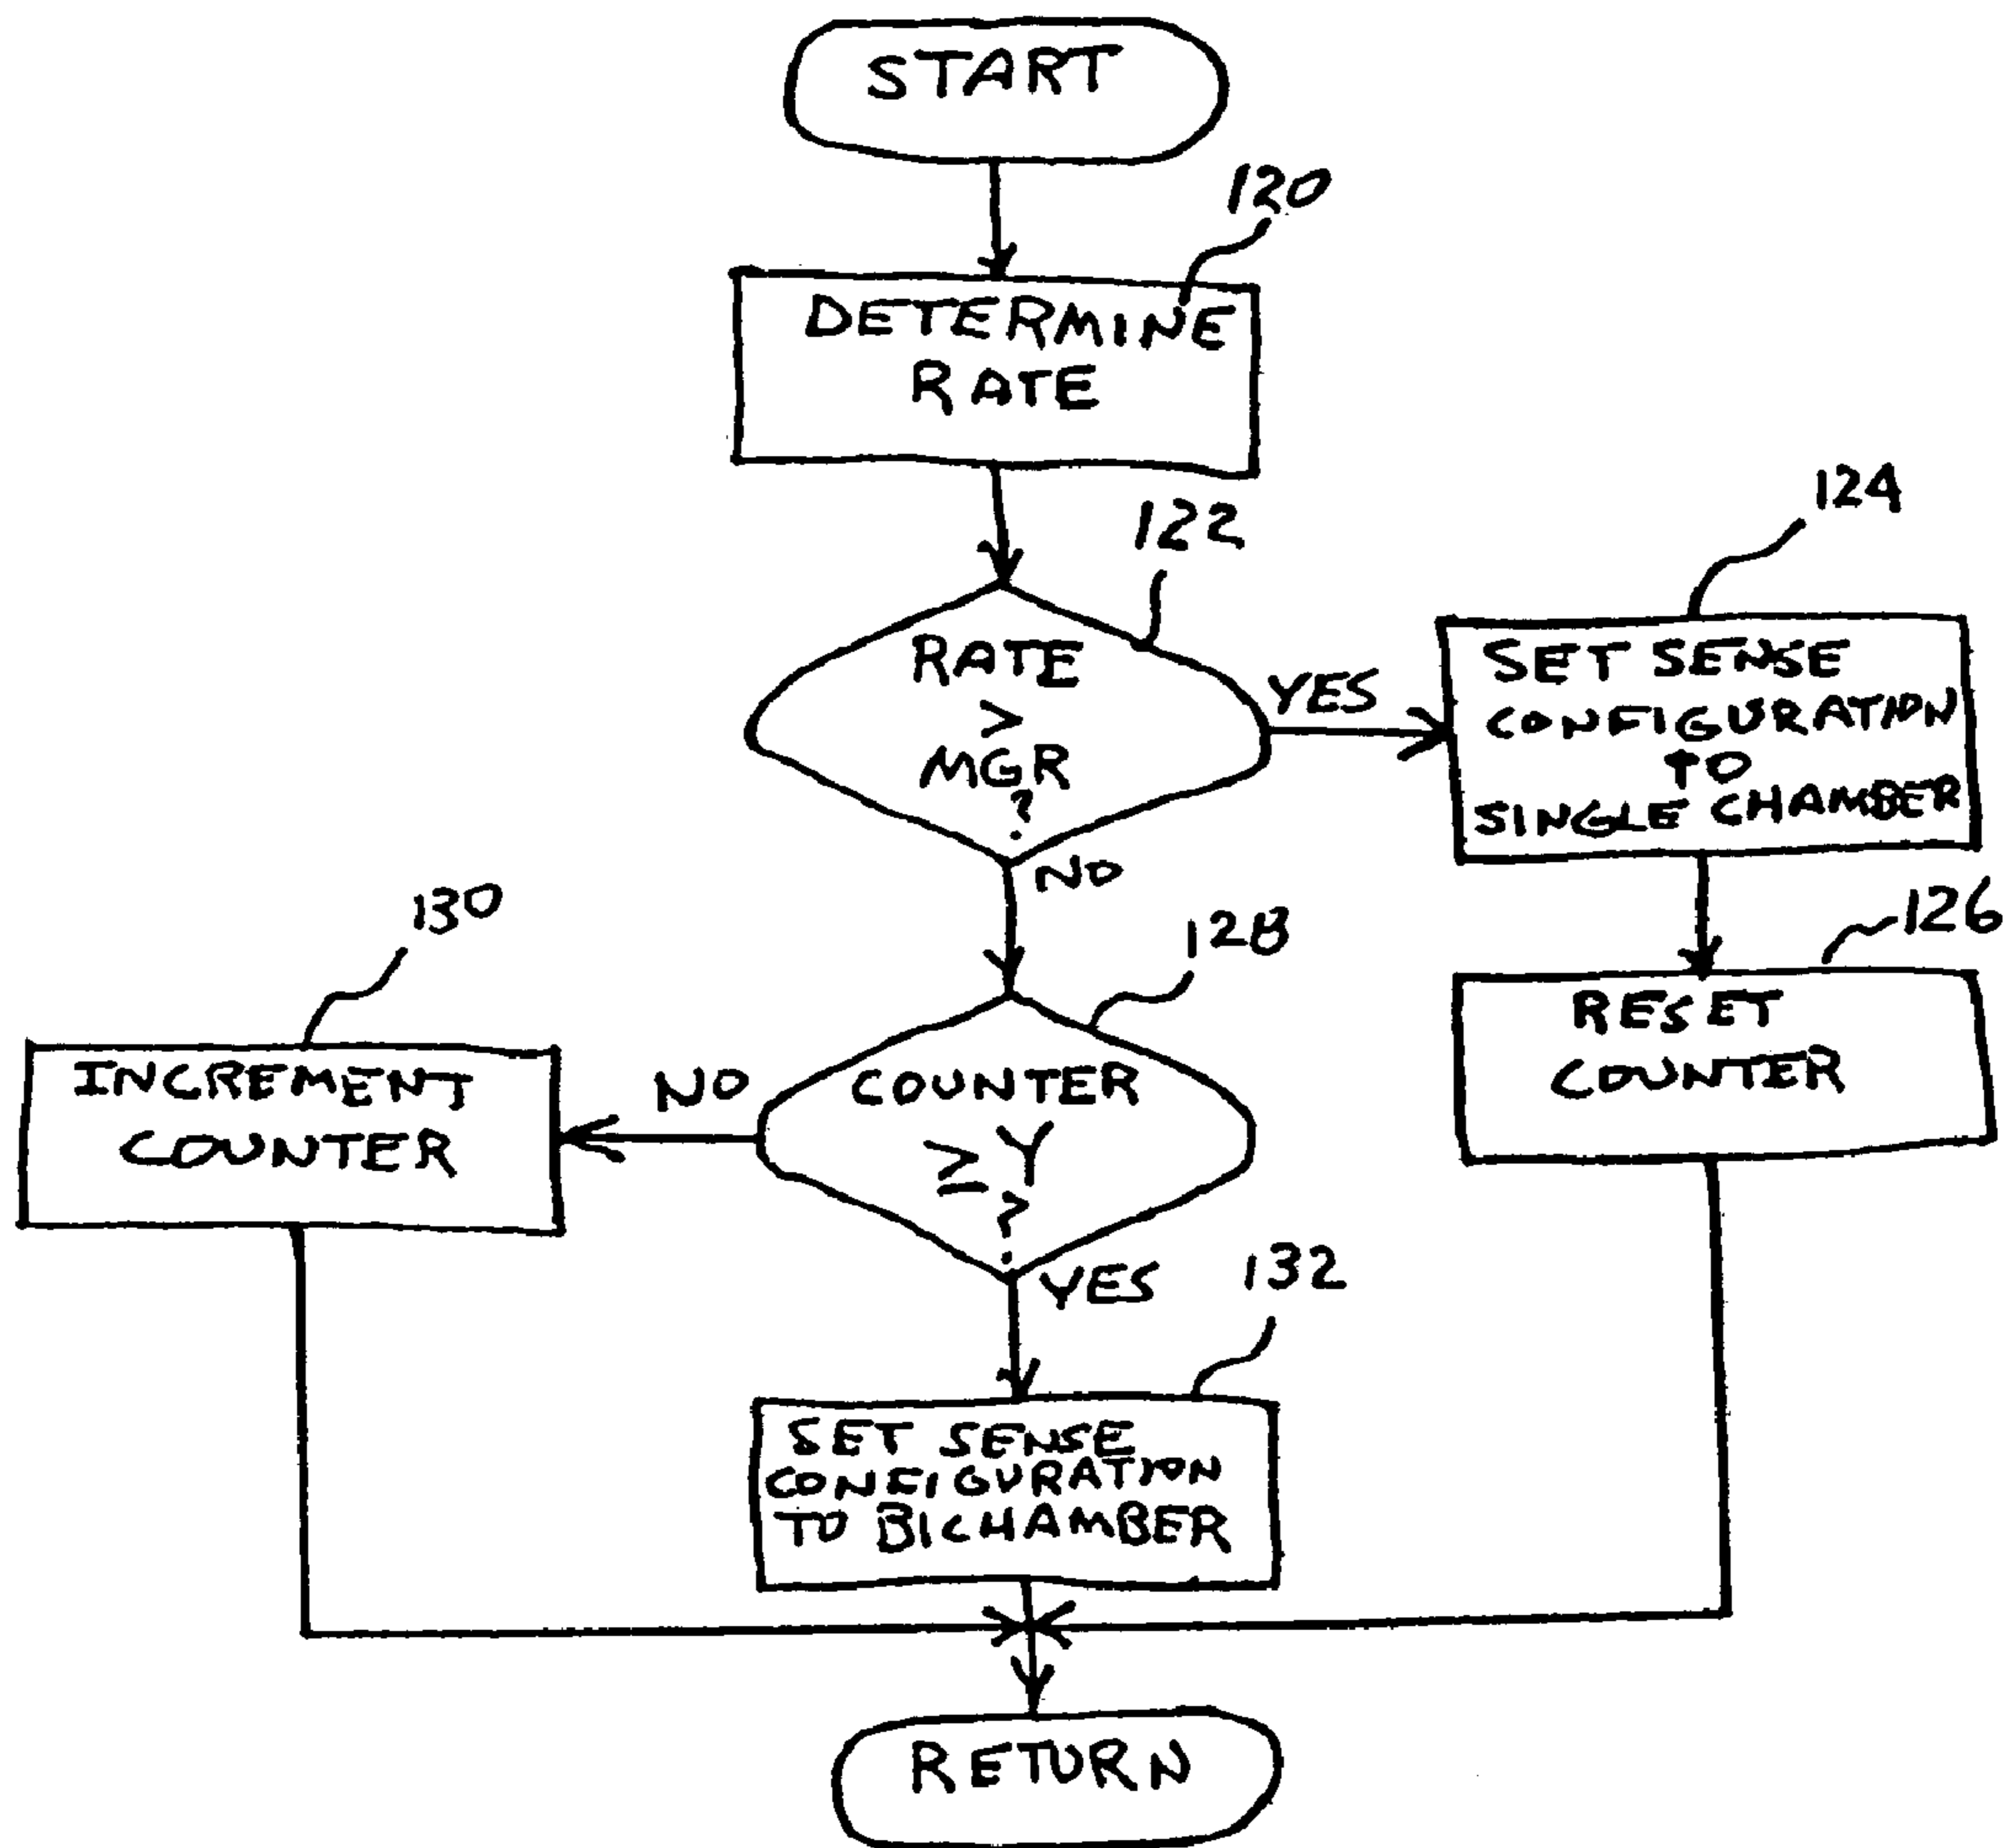 START
120
DETERMINE
RATE
122
RATE
>
MGR
?
YES
NO
124
SET SENSE
CONFIGURATION
TO
SINGLE CHAMBER
126
RESET
COUNTER
128
COUNTER
≥ Y
?
NO
YES
130
INCREMENT
COUNTER
132
SET SENSE
CONFIGURATION
TO BICHAMBER
RETURN